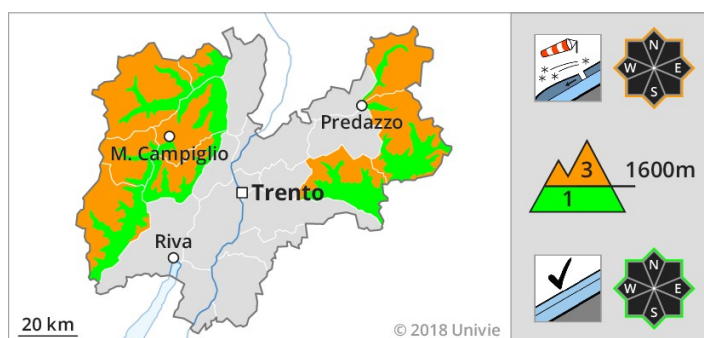 Predazzo
M. Campiglio
Trento
Riva
20 km
© 2018 Univie
N
W E
S
3 1600m
1
N
W E
S